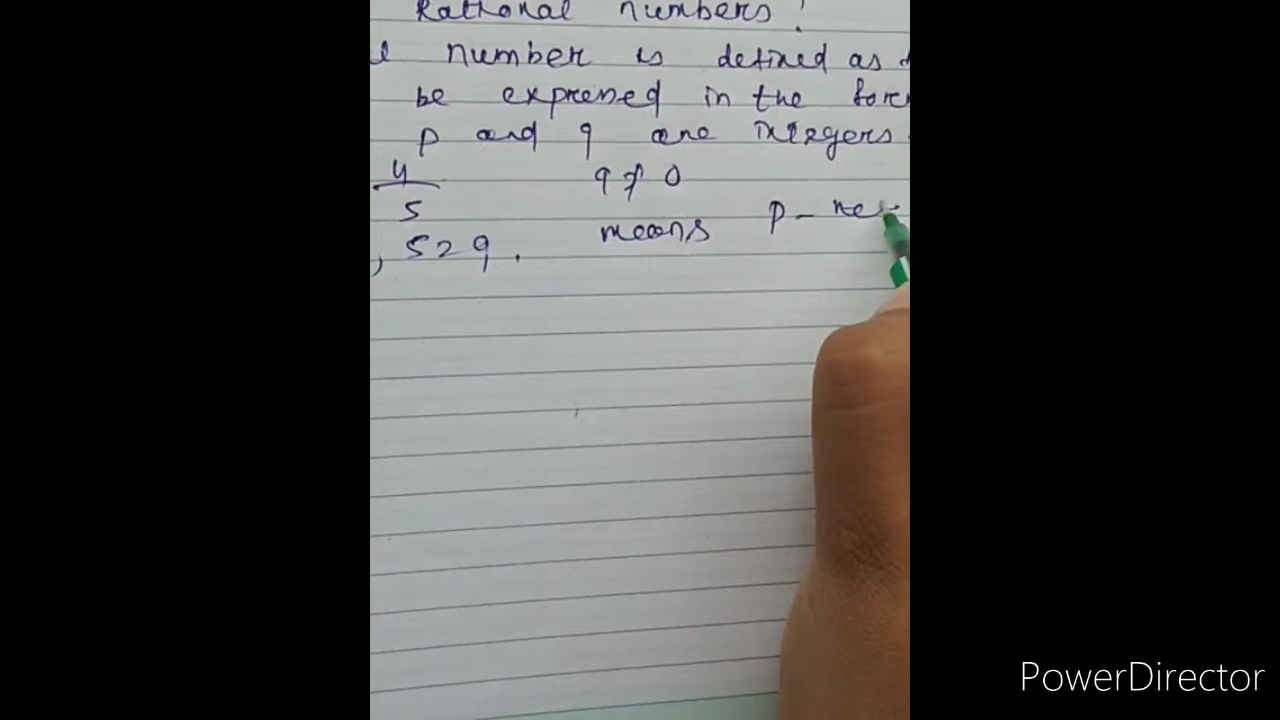 Rational numbers!
number is defined as
be expressed in the form
p and q are integers
4
5
q ≠ 0
means p - ne
, 529.
PowerDirector